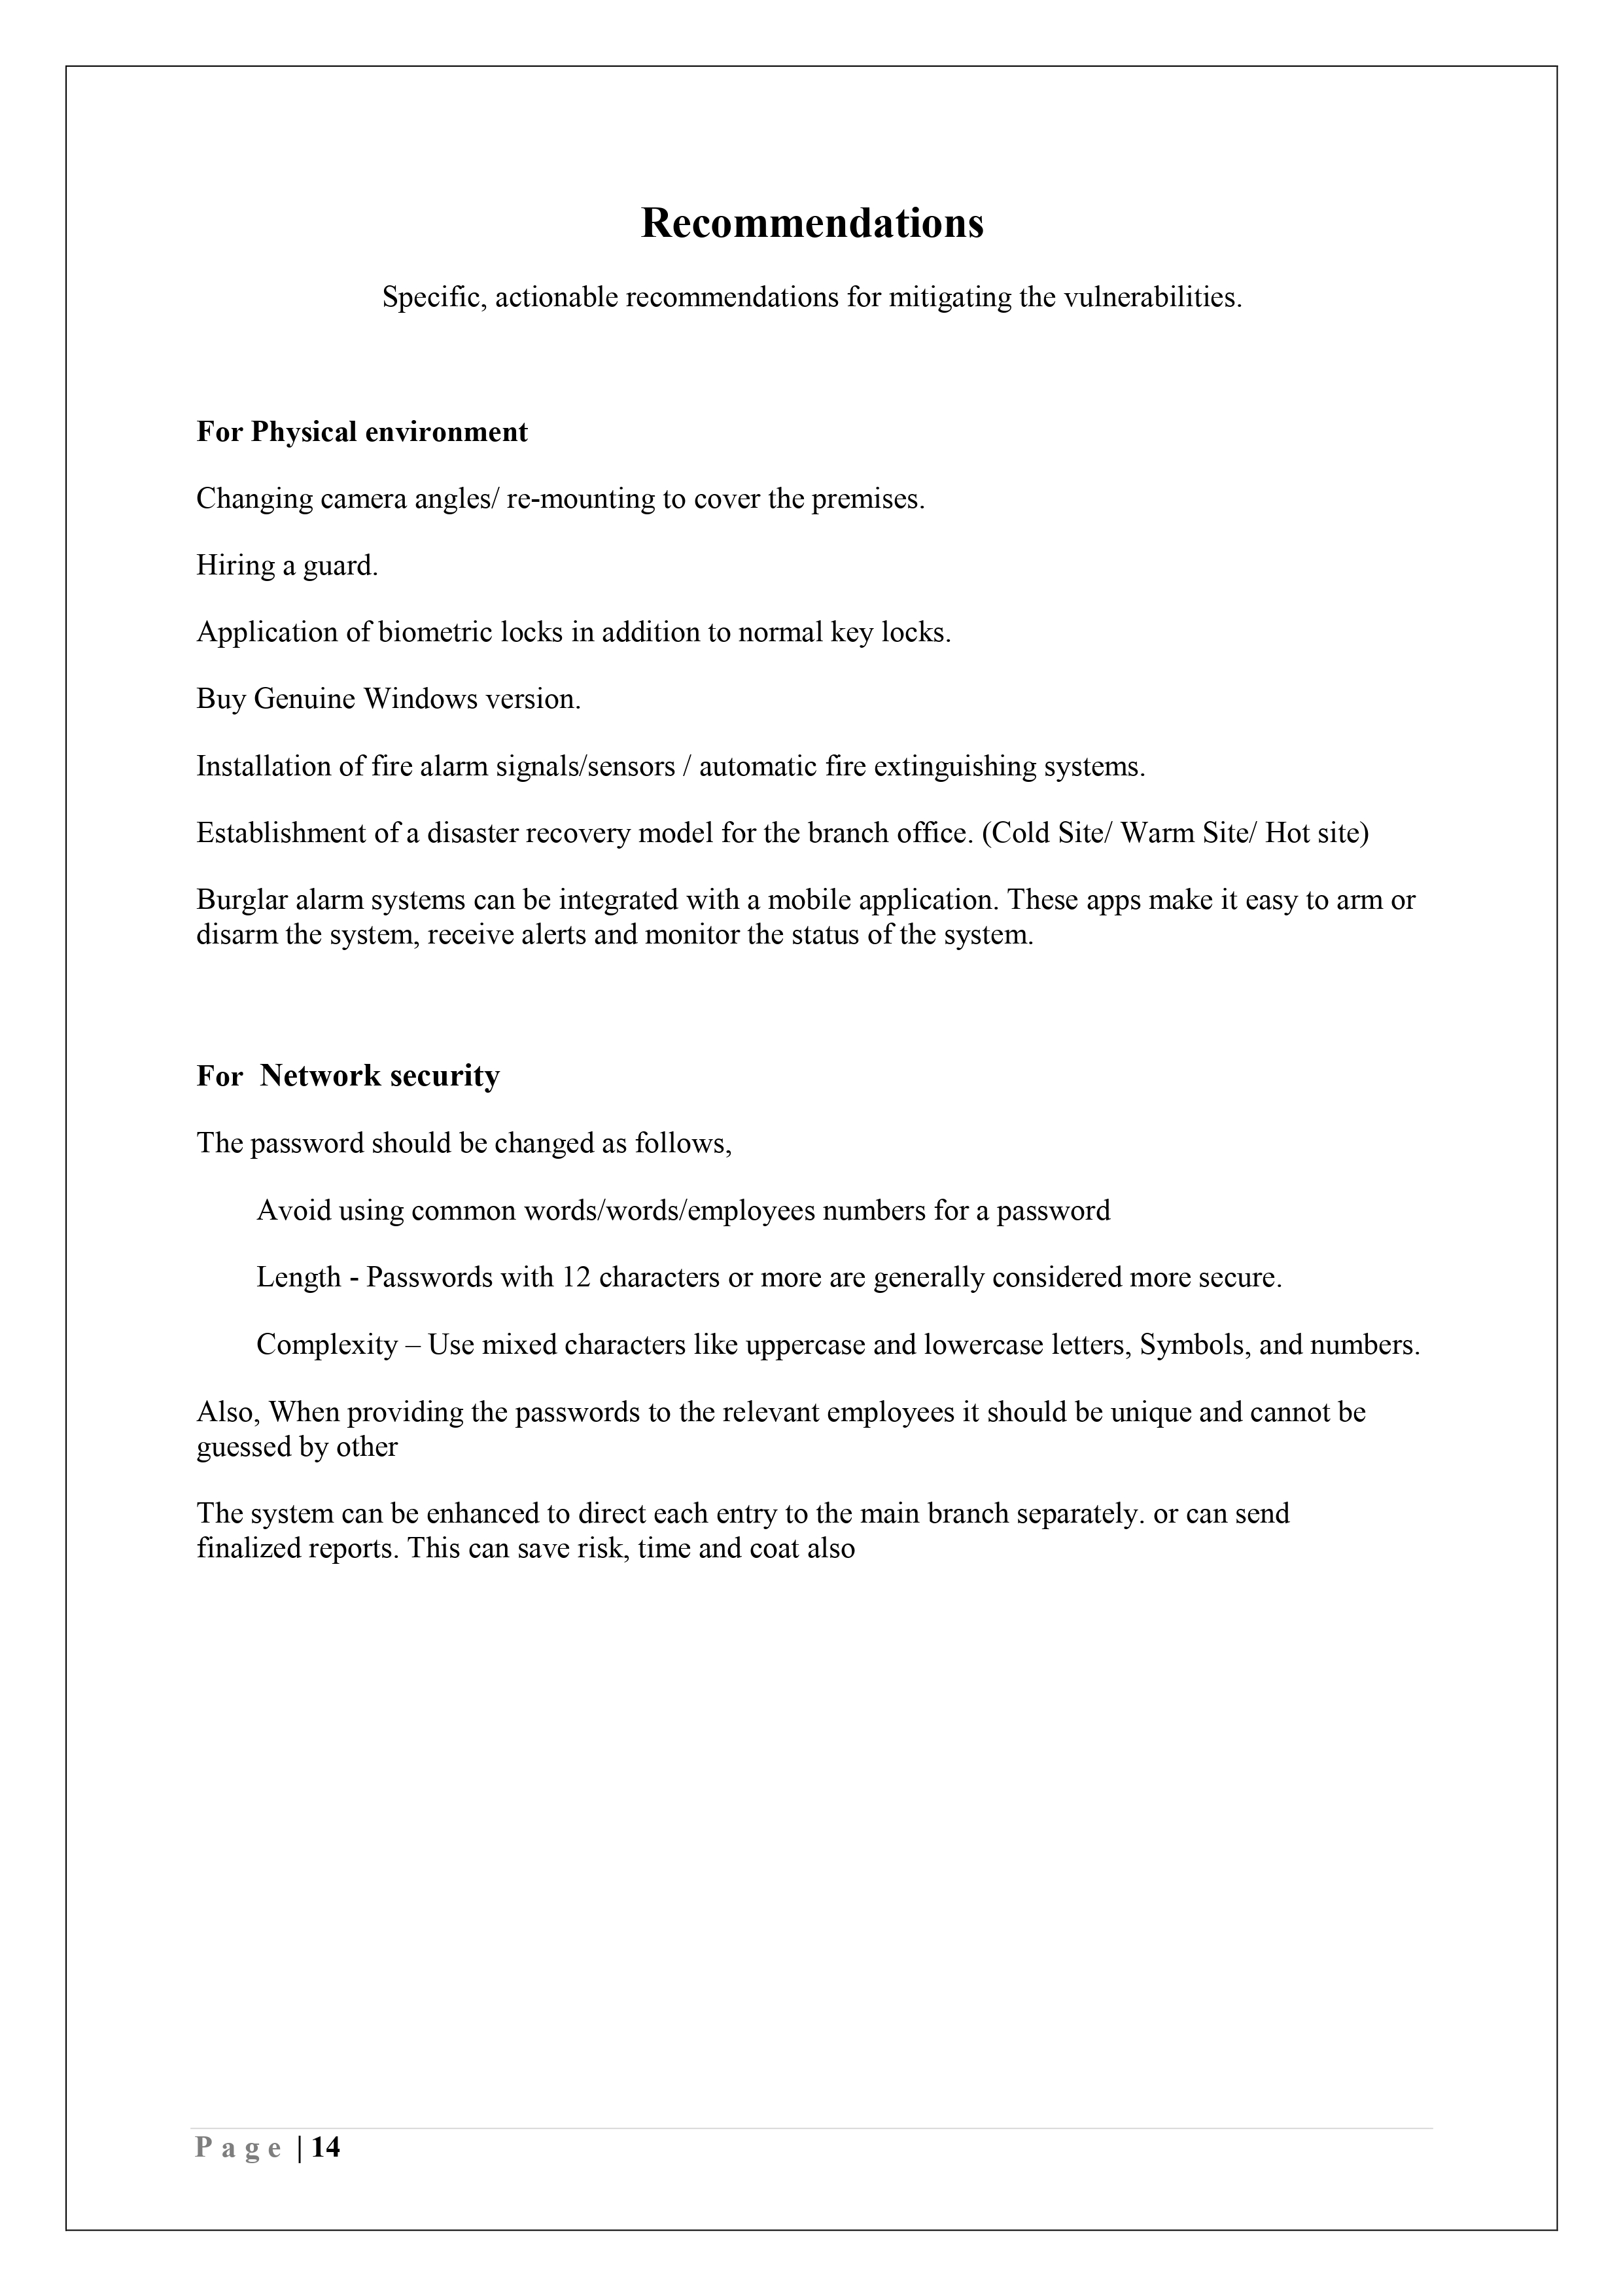 Recommendations
Specific, actionable recommendations for mitigating the vulnerabilities.
For Physical environment
Changing camera angles/ re-mounting to cover the premises.
Hiring a guard.
Application of biometric locks in addition to normal key locks.
Buy Genuine Windows version.
Installation of fire alarm signals/sensors / automatic fire extinguishing systems.
Establishment of a disaster recovery model for the branch office. (Cold Site/ Warm Site/ Hot site)
Burglar alarm systems can be integrated with a mobile application. These apps make it easy to arm or
disarm the system, receive alerts and monitor the status of the system.
For  Network security
The password should be changed as follows,
Avoid using common words/words/employees numbers for a password
Length - Passwords with 12 characters or more are generally considered more secure.
Complexity – Use mixed characters like uppercase and lowercase letters, Symbols, and numbers.
Also, When providing the passwords to the relevant employees it should be unique and cannot be
guessed by other
The system can be enhanced to direct each entry to the main branch separately. or can send
finalized reports. This can save risk, time and coat also
P a g e | 14